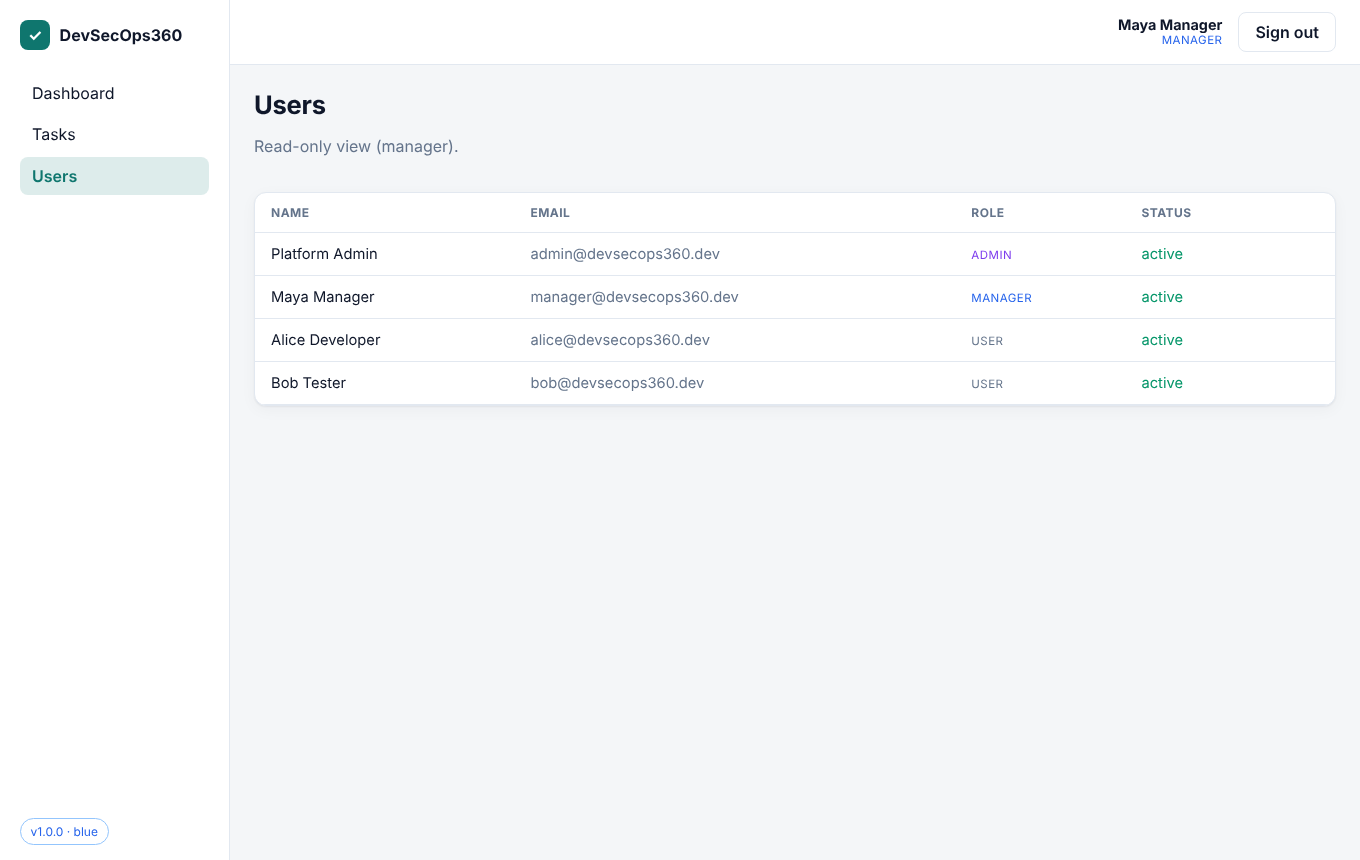 DevSecOps360
Dashboard
Tasks
Users
v1.0.0 · blue
Maya Manager
MANAGER
Sign out
Users
Read-only view (manager).
NAME EMAIL ROLE STATUS
Platform Admin admin@devsecops360.dev ADMIN active
Maya Manager manager@devsecops360.dev MANAGER active
Alice Developer alice@devsecops360.dev USER active
Bob Tester bob@devsecops360.dev USER active